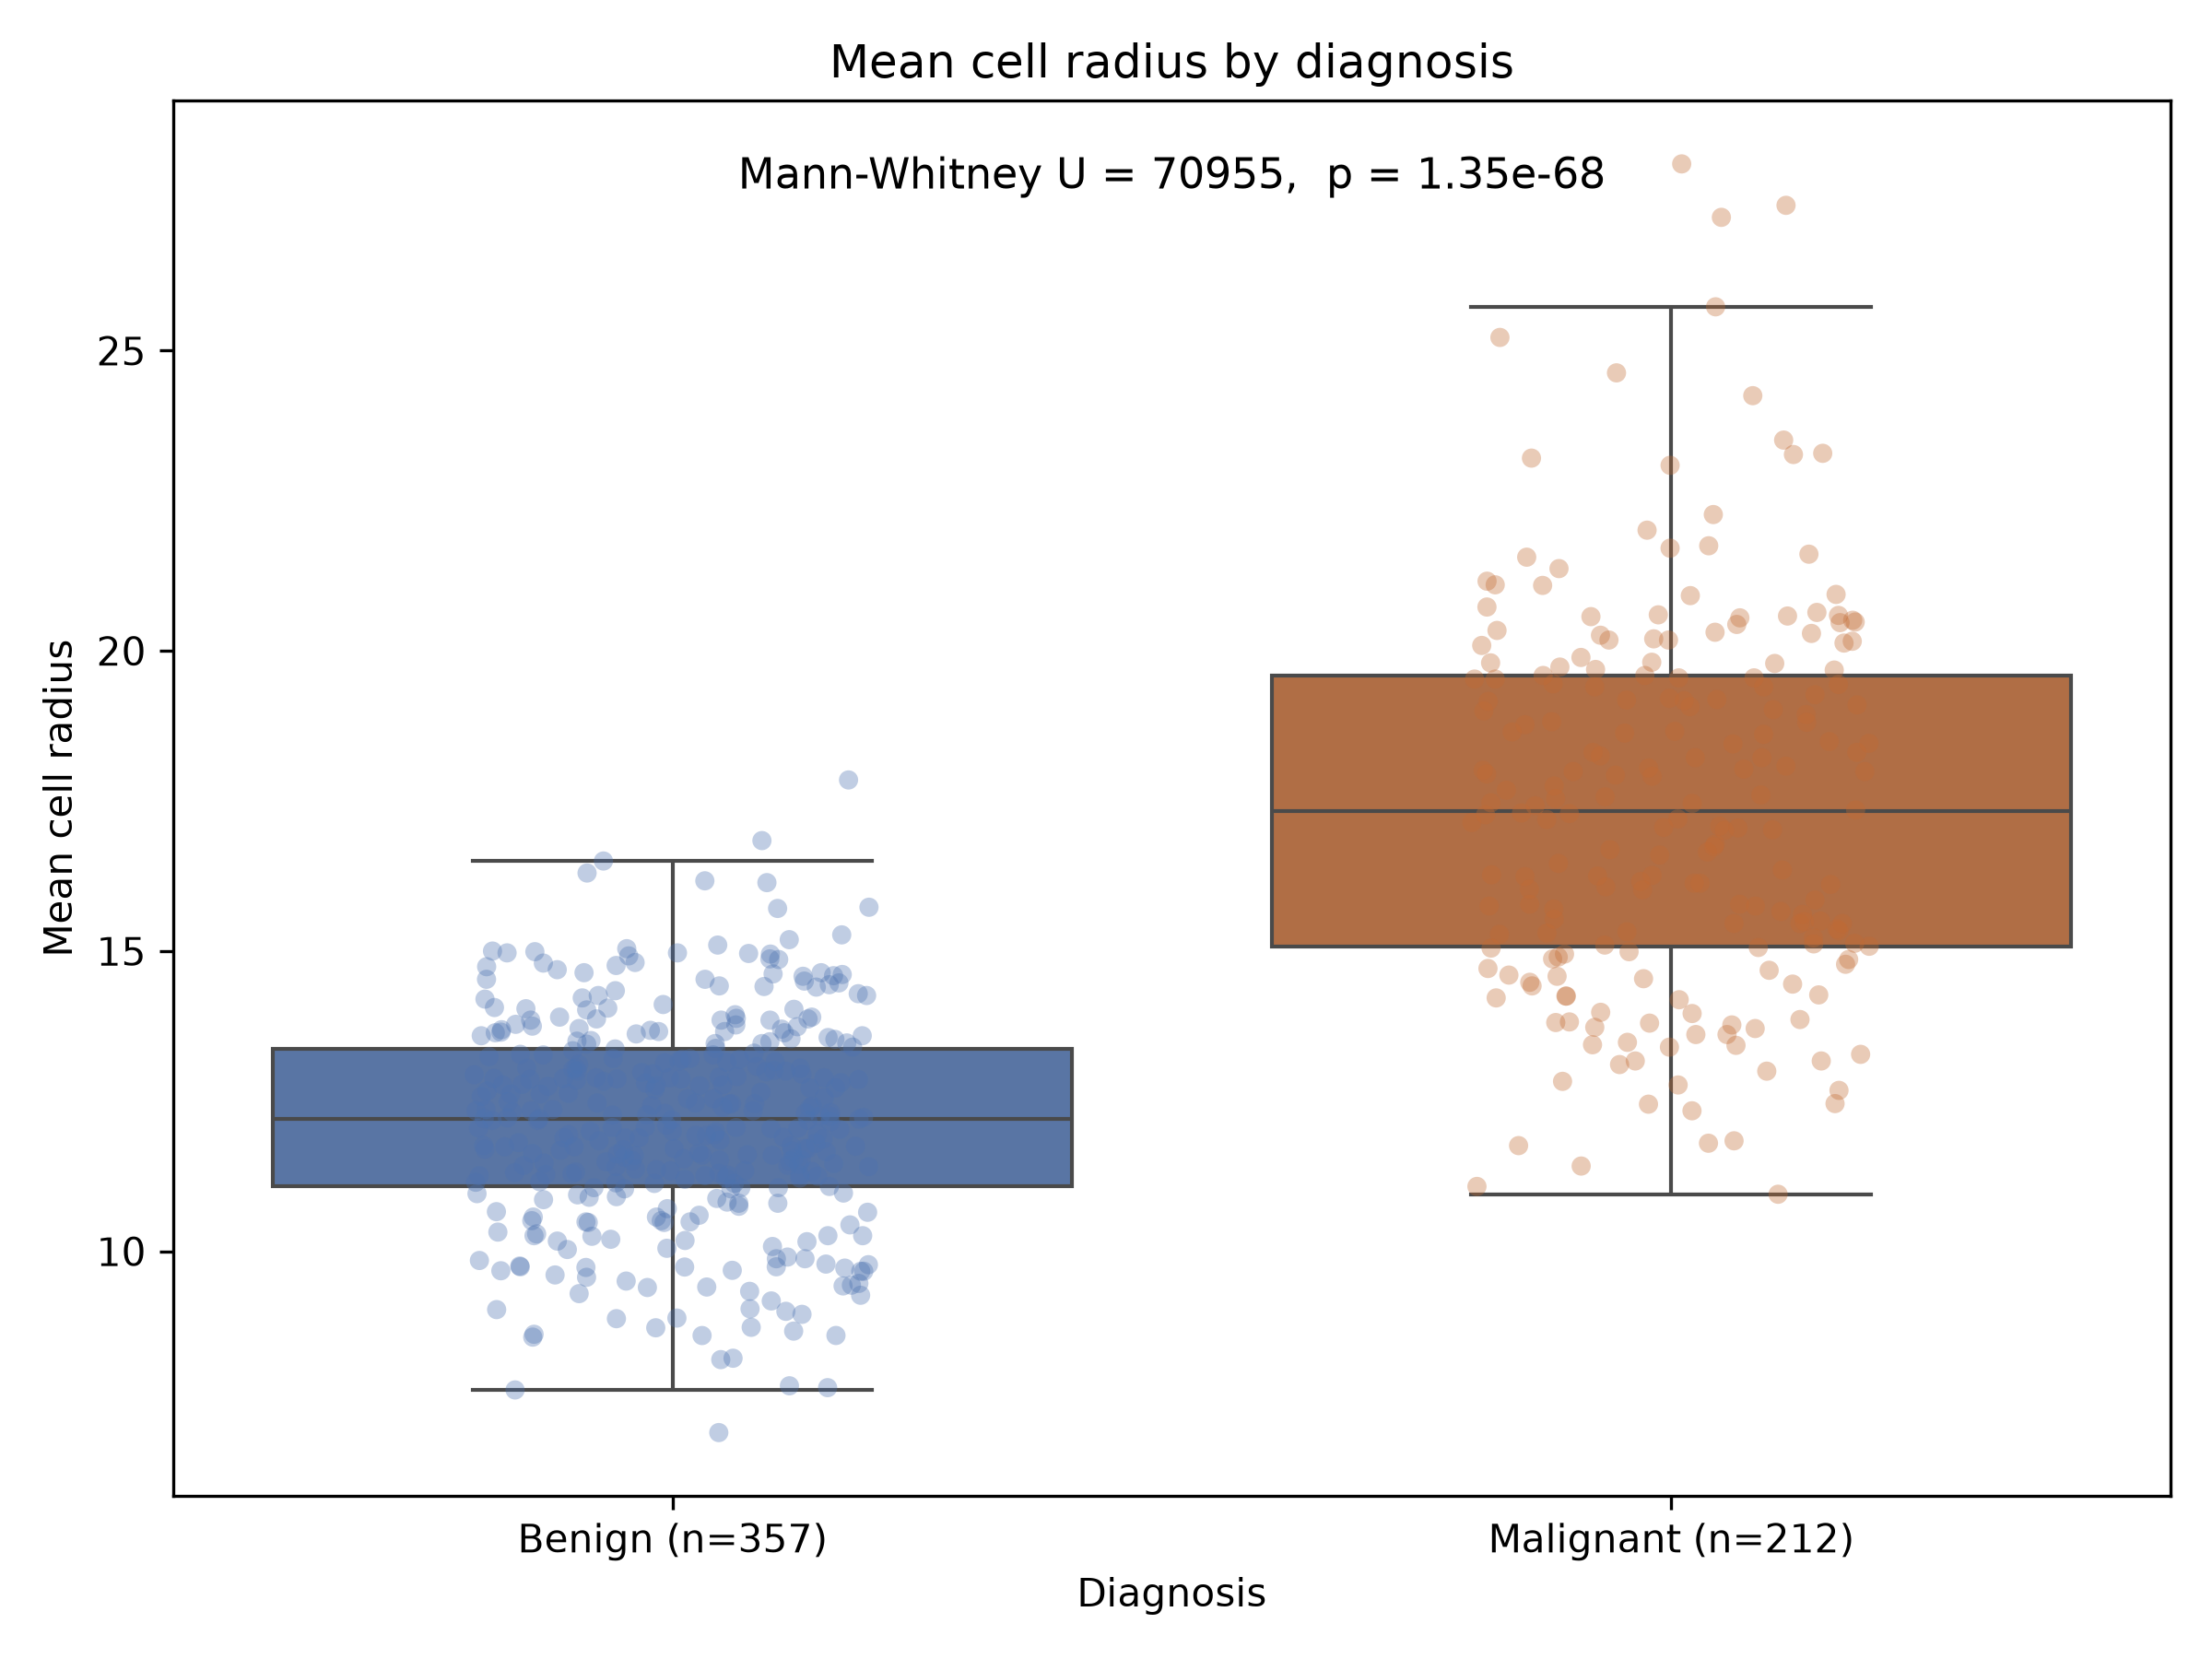 Mean cell radius by diagnosis
Mann-Whitney U = 70955,  p = 1.35e-68
Mean cell radius
25
20
15
10
Benign (n=357)
Malignant (n=212)
Diagnosis